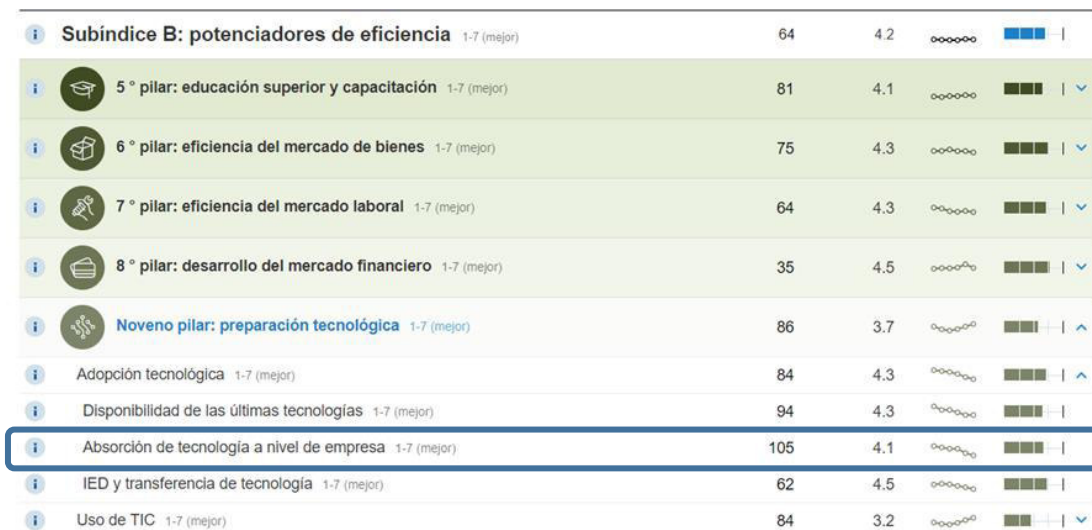 Subíndice B: potenciadores de eficiencia 1-7 (mejor) 64 4.2
5 ° pilar: educación superior y capacitación 1-7 (mejor) 81 4.1
6 ° pilar: eficiencia del mercado de bienes 1-7 (mejor) 75 4.3
7 ° pilar: eficiencia del mercado laboral 1-7 (mejor) 64 4.3
8 ° pilar: desarrollo del mercado financiero 1-7 (mejor) 35 4.5
Noveno pilar: preparación tecnológica 1-7 (mejor) 86 3.7
Adopción tecnológica 1-7 (mejor) 84 4.3
Disponibilidad de las últimas tecnologías 1-7 (mejor) 94 4.3
Absorción de tecnología a nivel de empresa 1-7 (mejor) 105 4.1
IED y transferencia de tecnología 1-7 (mejor) 62 4.5
Uso de TIC 1-7 (mejor) 84 3.2